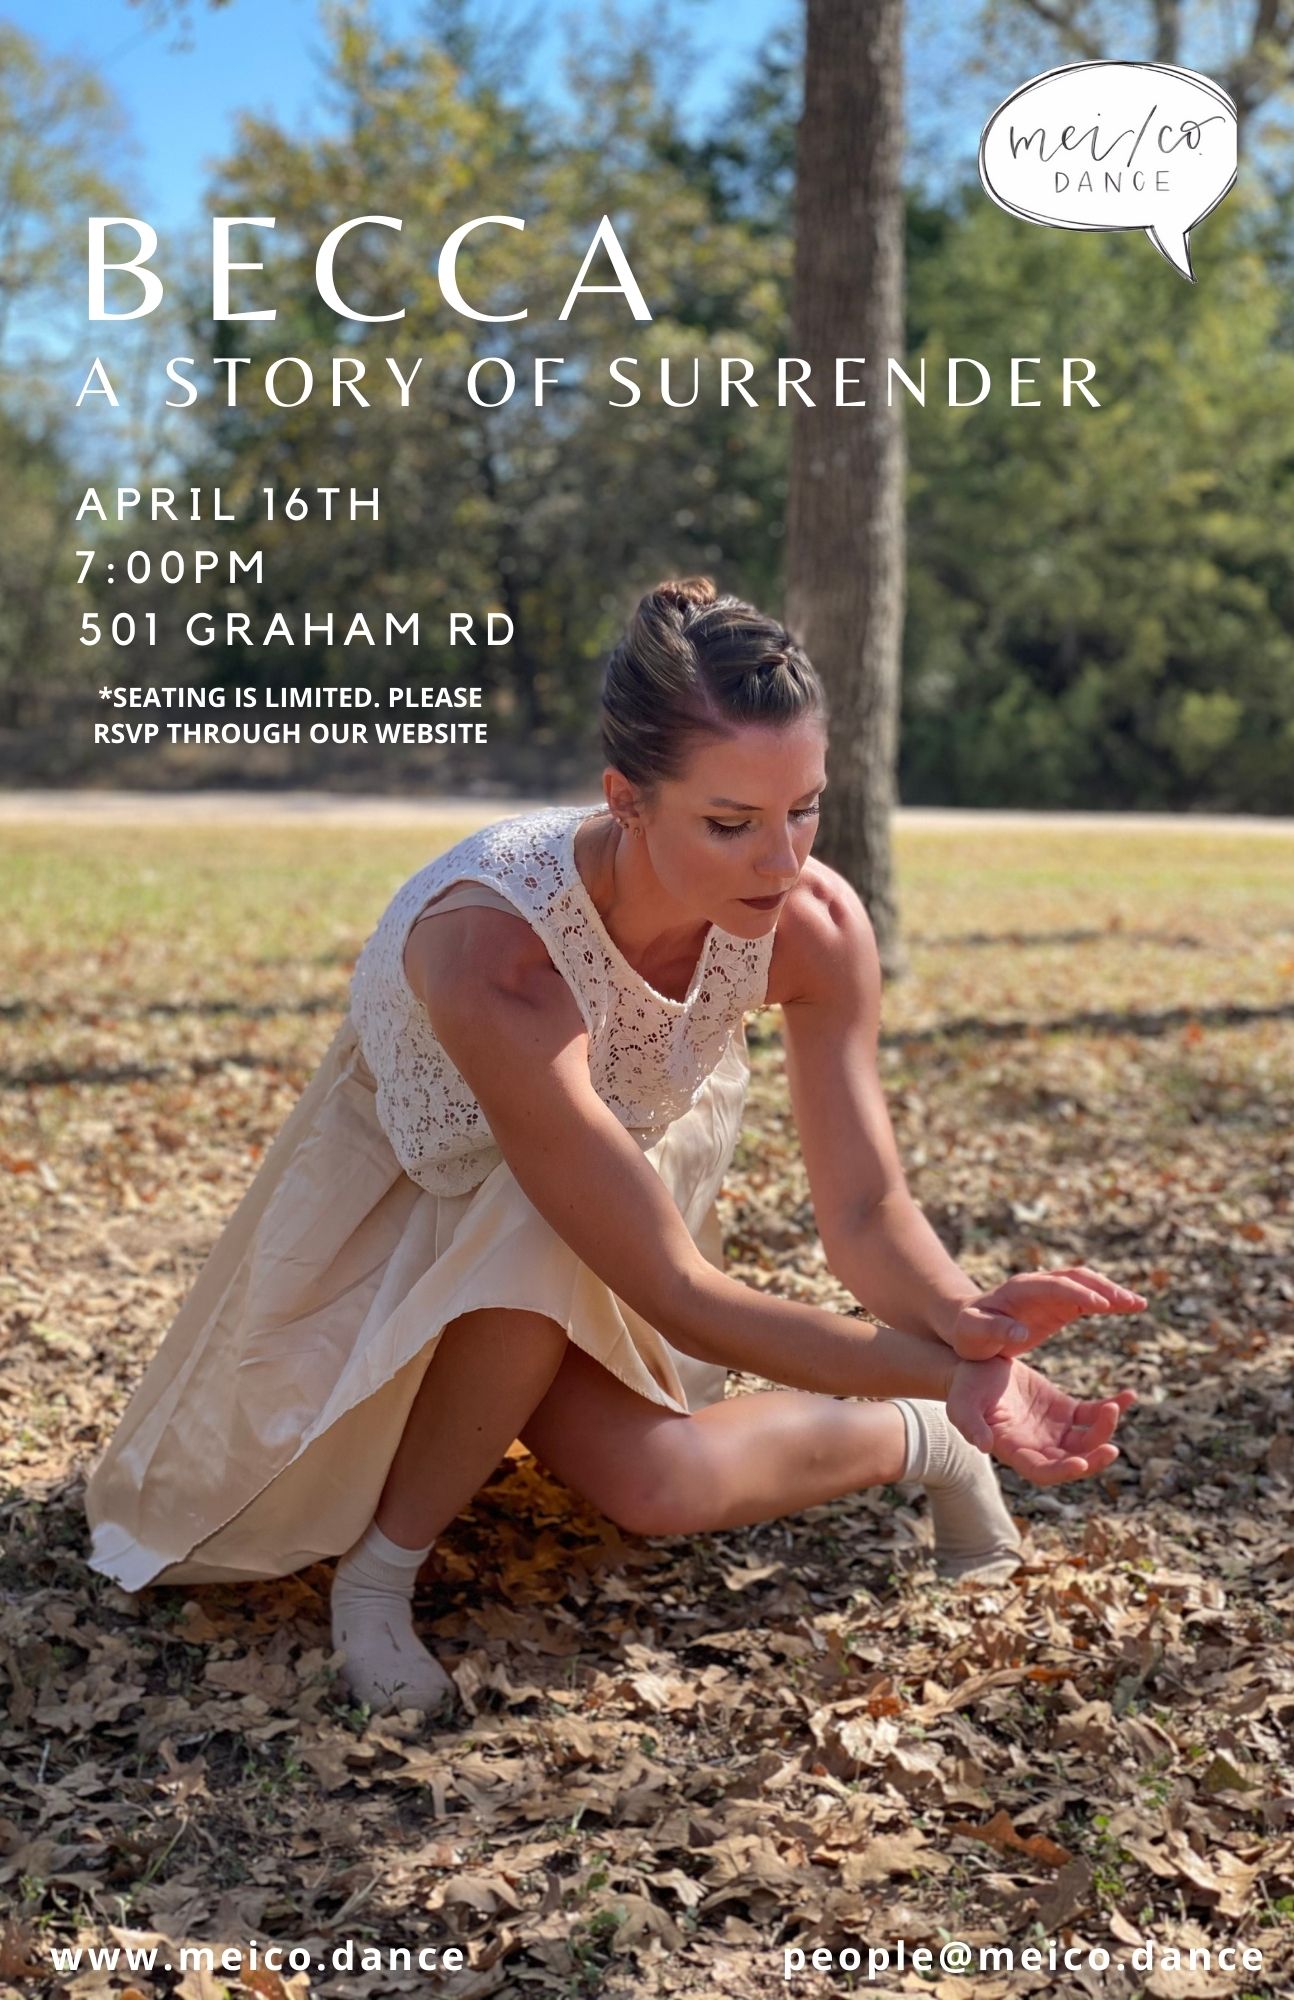 mei/co.
DANCE
BECCA
A STORY OF SURRENDER
APRIL 16TH
7:00PM
501 GRAHAM RD
*SEATING IS LIMITED. PLEASE
RSVP THROUGH OUR WEBSITE
www.meico.dance
people@meico.dance